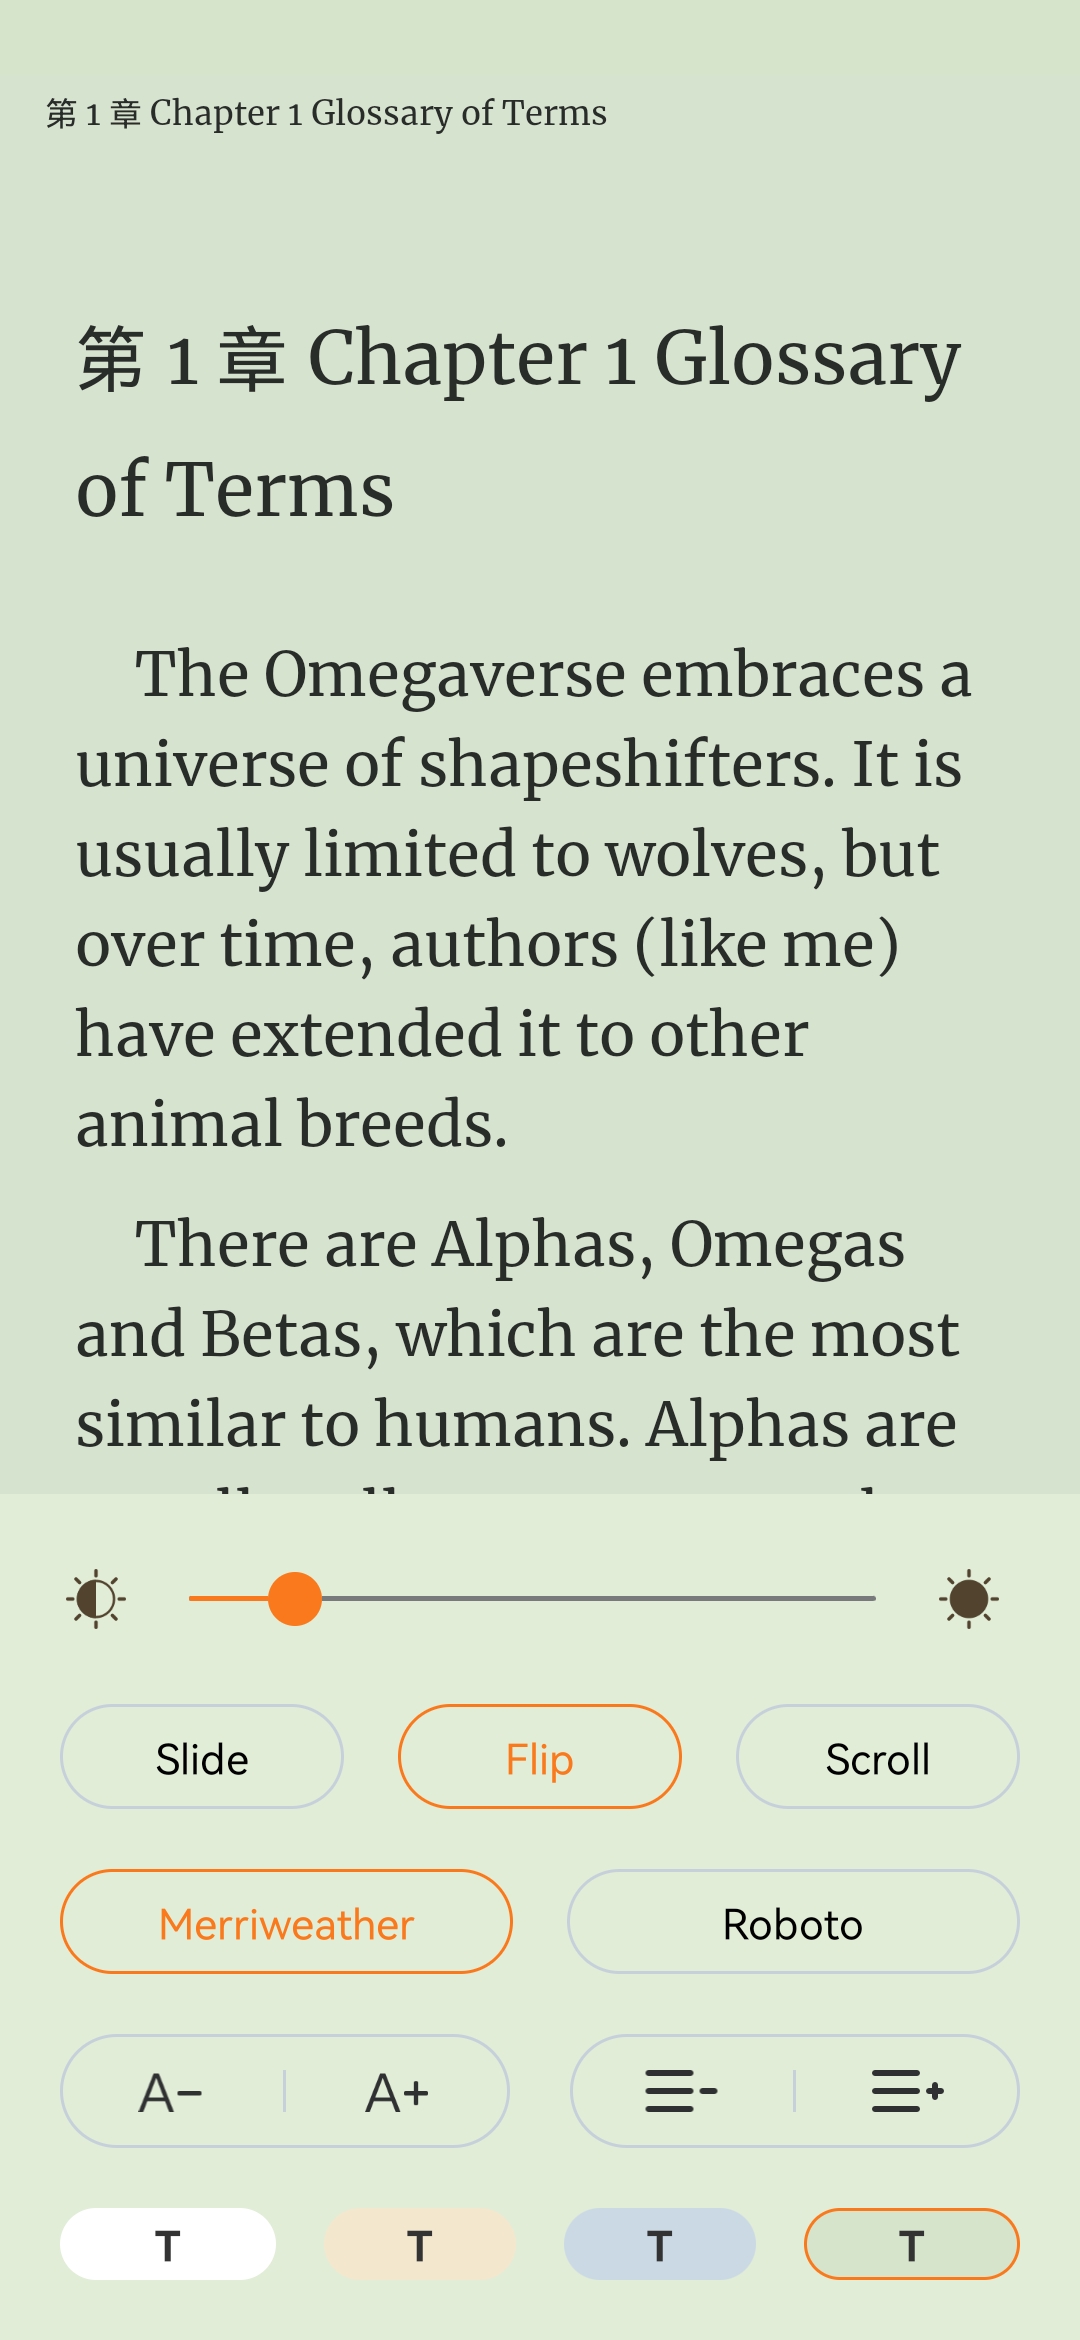 第 1 章 Chapter 1 Glossary of Terms
第 1 章 Chapter 1 Glossary
of Terms
The Omegaverse embraces a
universe of shapeshifters. It is
usually limited to wolves, but
over time, authors (like me)
have extended it to other
animal breeds.
There are Alphas, Omegas
and Betas, which are the most
similar to humans. Alphas are
Slide
Flip
Scroll
Merriweather
Roboto
A−
A+
T
T
T
T